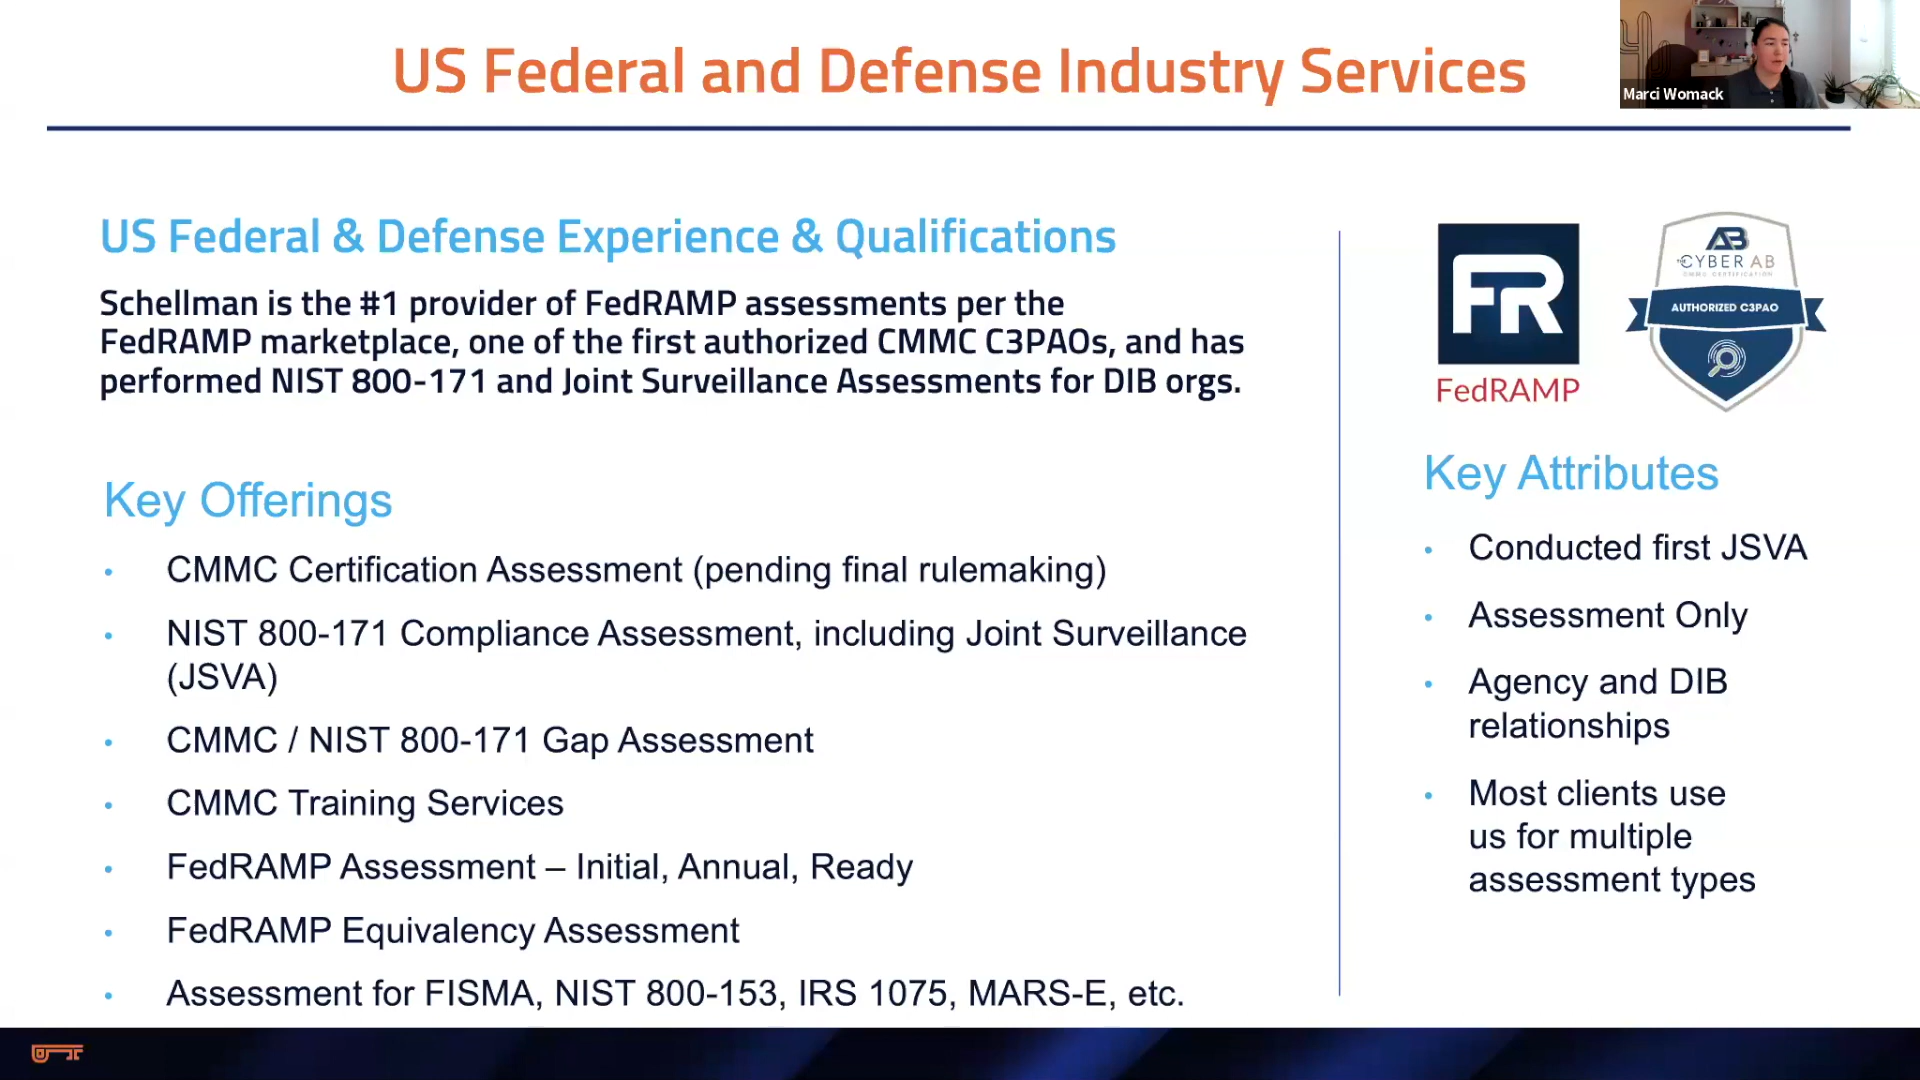 US Federal and Defense Industry Services
Marci Womack
US Federal & Defense Experience & Qualifications
Schellman is the #1 provider of FedRAMP assessments per the
FedRAMP marketplace, one of the first authorized CMMC C3PAOs, and has
performed NIST 800-171 and Joint Surveillance Assessments for DIB orgs.
Key Offerings
• CMMC Certification Assessment (pending final rulemaking)
• NIST 800-171 Compliance Assessment, including Joint Surveillance
(JSVA)
• CMMC / NIST 800-171 Gap Assessment
• CMMC Training Services
• FedRAMP Assessment – Initial, Annual, Ready
• FedRAMP Equivalency Assessment
• Assessment for FISMA, NIST 800-153, IRS 1075, MARS-E, etc.
FR
FedRAMP
AB
THE CYBER AB
CMMC CERTIFICATION
AUTHORIZED C3PAO
Key Attributes
• Conducted first JSVA
• Assessment Only
• Agency and DIB
relationships
• Most clients use
us for multiple
assessment types